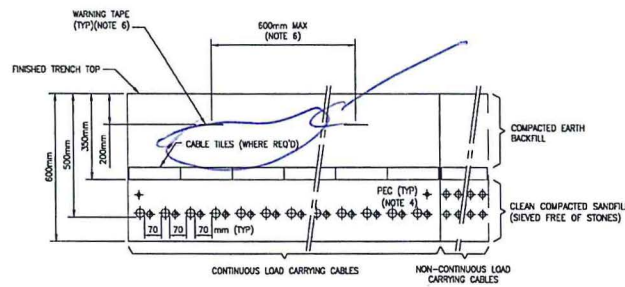 WARNING TAPE
(TYP)(NOTE 6)
600mm MAX
(NOTE 6)
FINISHED TRENCH TOP
600mm
500mm
350mm
200mm
CABLE TILES (WHERE REQ'D)
COMPACTED EARTH
BACKFILL
PEC (TYP)
(NOTE 4)
CLEAN COMPACTED SANDFILL
(SIEVED FREE OF STONES)
70 70 70 mm (TYP)
CONTINUOUS LOAD CARRYING CABLES
NON-CONTINUOUS LOAD
CARRYING CABLES